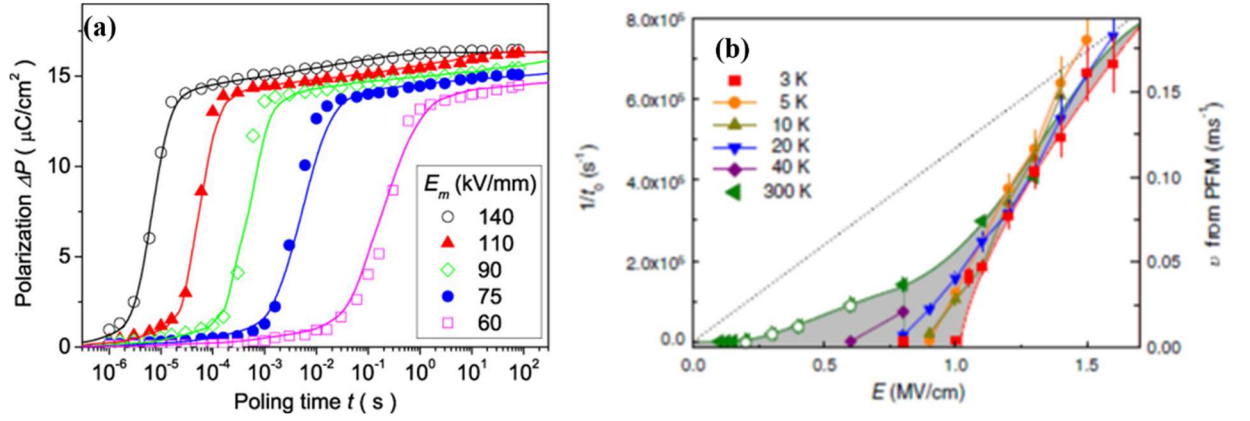 (a)
Polarization ΔP ( μC/cm²)
15
10
5
0
E_m (kV/mm)
140
110
90
75
60
10⁻⁶ 10⁻⁵ 10⁻⁴ 10⁻³ 10⁻² 10⁻¹ 10⁰ 10¹ 10²
Poling time t ( s )
(b)
1/t₀ (s⁻¹)
8.0x10⁵
6.0x10⁵
4.0x10⁵
2.0x10⁵
0.0
3 K
5 K
10 K
20 K
40 K
300 K
0.15
0.10
0.05
0.00
υ from PFM (ms⁻¹)
0.0 0.5 1.0 1.5
E (MV/cm)